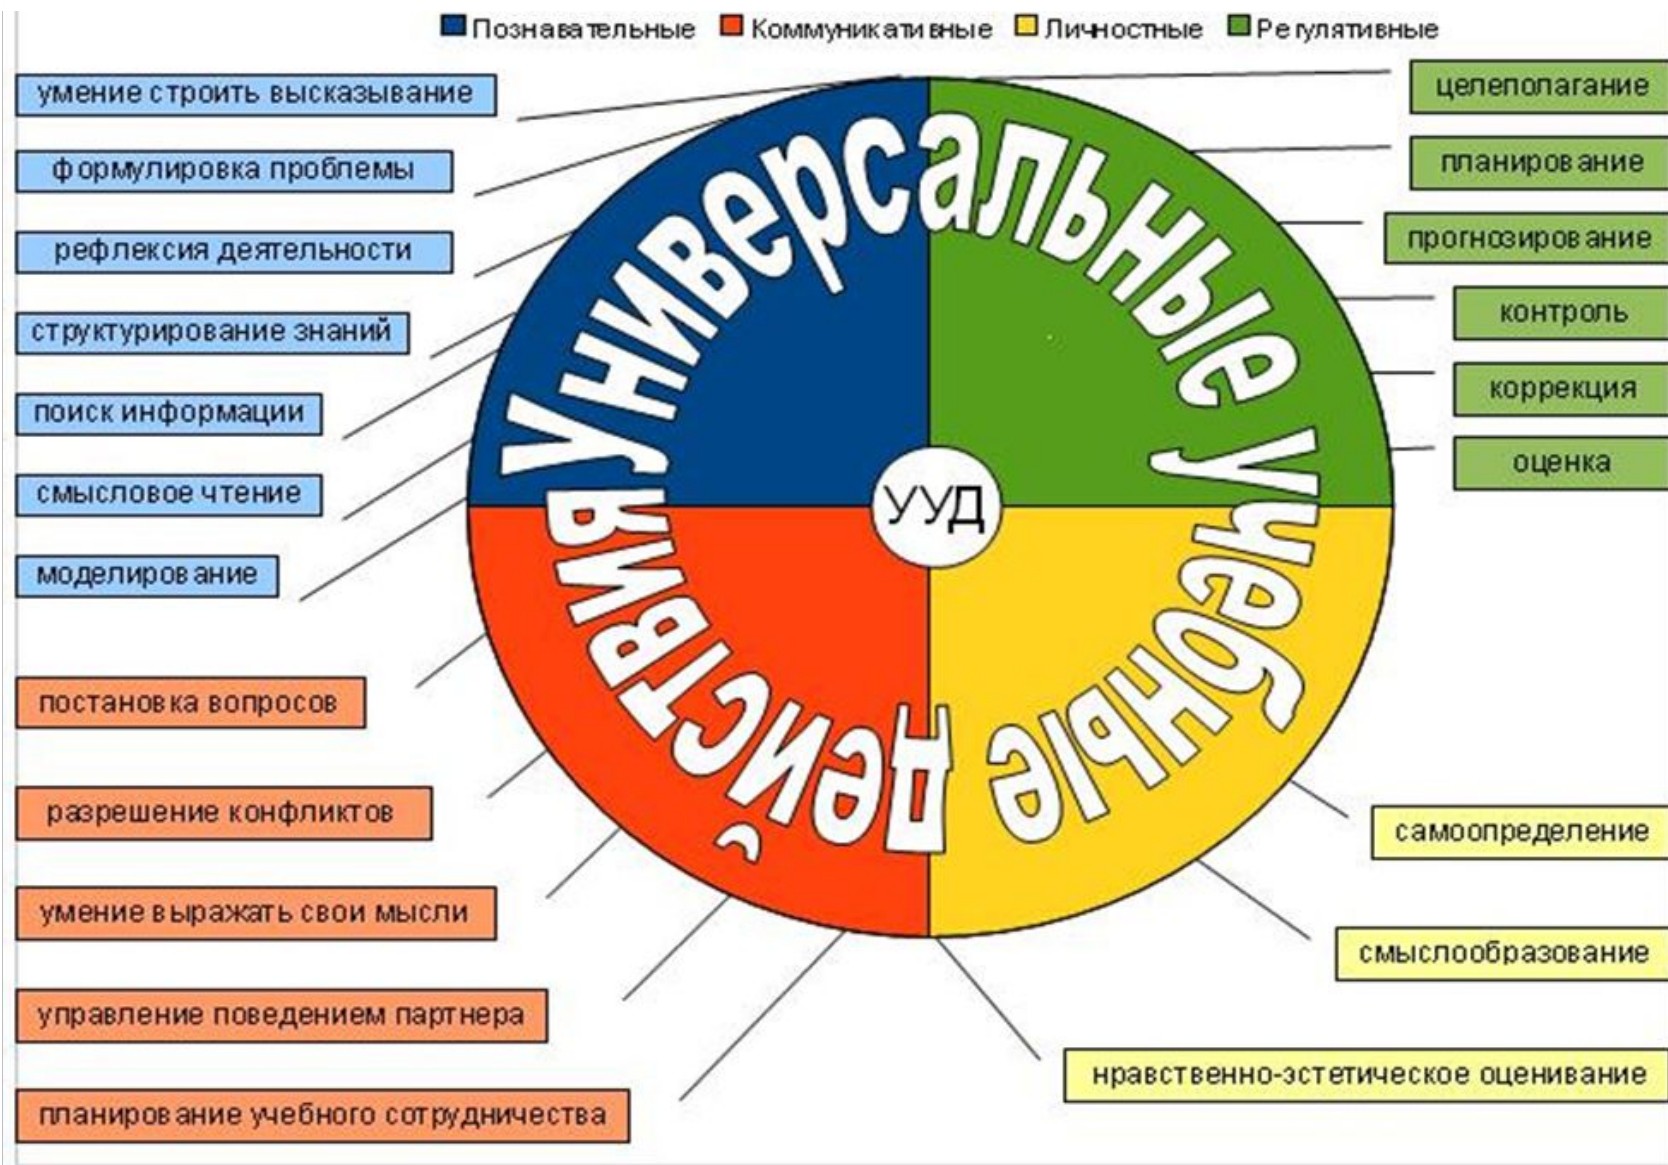 Познавательные Коммуникативные Личностные Регулятивные
умение строить высказывание
формулировка проблемы
рефлексия деятельности
структурирование знаний
поиск информации
смысловое чтение
моделирование
постановка вопросов
разрешение конфликтов
умение выражать свои мысли
управление поведением партнера
планирование учебного сотрудничества
Универсальные учебные действия
УУД
целеполагание
планирование
прогнозирование
контроль
коррекция
оценка
самоопределение
смыслообразование
нравственно-эстетическое оценивание